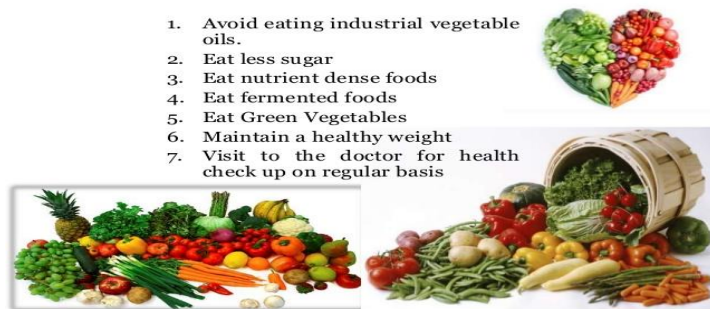 1. Avoid eating industrial vegetable
oils.
2. Eat less sugar
3. Eat nutrient dense foods
4. Eat fermented foods
5. Eat Green Vegetables
6. Maintain a healthy weight
7. Visit to the doctor for health
check up on regular basis